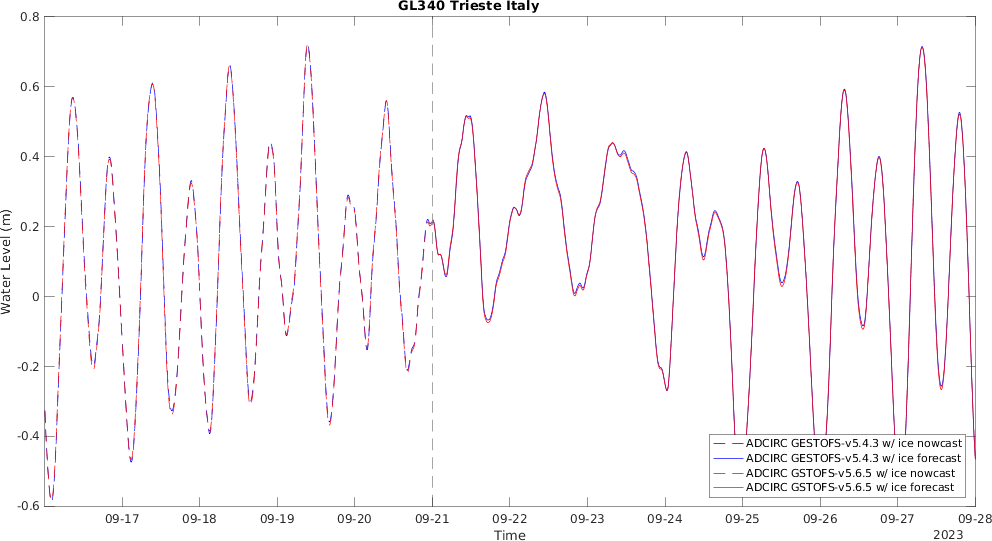 GL340 Trieste Italy
Water Level (m)
0.8
0.6
0.4
0.2
0
-0.2
-0.4
-0.6
ADCIRC GESTOFS-v5.4.3 w/ ice nowcast
ADCIRC GESTOFS-v5.4.3 w/ ice forecast
ADCIRC GSTOFS-v5.6.5 w/ ice nowcast
ADCIRC GSTOFS-v5.6.5 w/ ice forecast
09-17 09-18 09-19 09-20 09-21 09-22 09-23 09-24 09-25 09-26 09-27 09-28
Time
2023